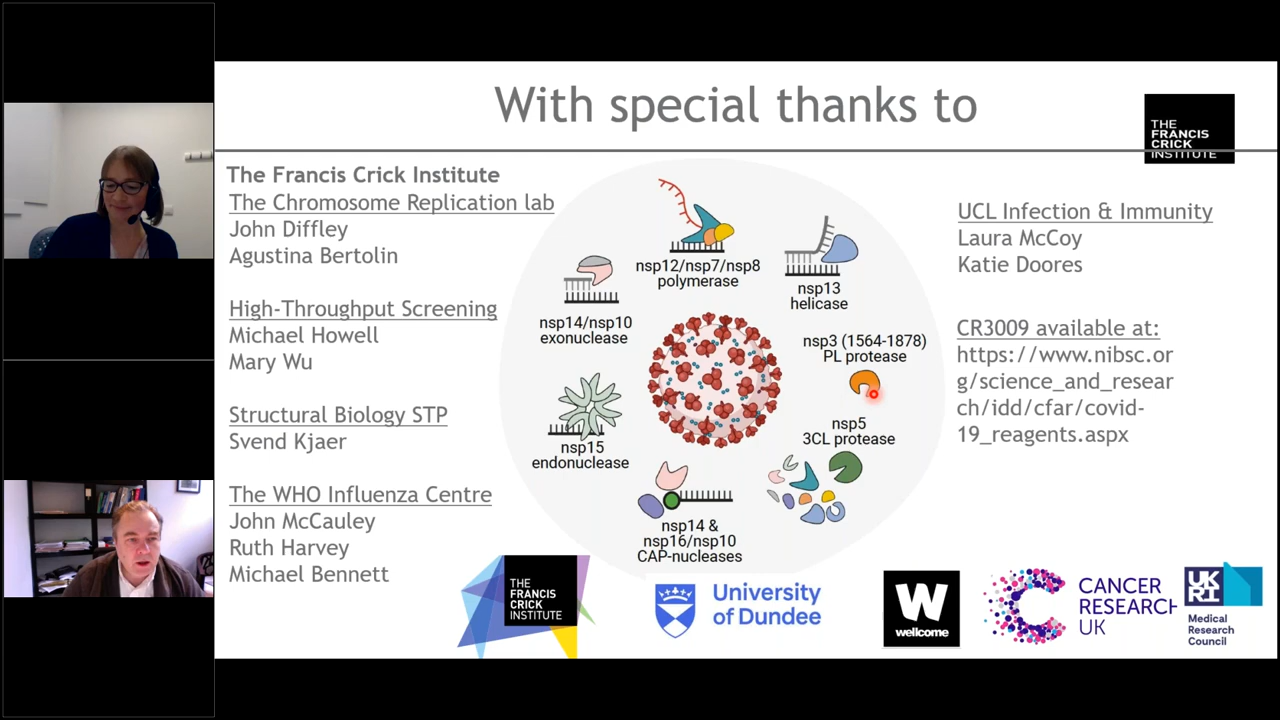 With special thanks to
THE
FRANCIS
CRICK
INSTITUTE
The Francis Crick Institute
The Chromosome Replication lab
John Diffley
Agustina Bertolin
High-Throughput Screening
Michael Howell
Mary Wu
Structural Biology STP
Svend Kjaer
The WHO Influenza Centre
John McCauley
Ruth Harvey
Michael Bennett
nsp12/nsp7/nsp8
polymerase
nsp13
helicase
nsp14/nsp10
exonuclease
nsp3 (1564-1878)
PL protease
nsp5
3CL protease
nsp15
endonuclease
nsp14 &
nsp16/nsp10
CAP-nucleases
UCL Infection & Immunity
Laura McCoy
Katie Doores
CR3009 available at:
https://www.nibsc.or
g/science_and_resear
ch/idd/cfar/covid-
19_reagents.aspx
THE
FRANCIS
CRICK
INSTITUTE
University
of Dundee
W
wellcome
CANCER
RESEARCH
UK
UK
RI
Medical
Research
Council